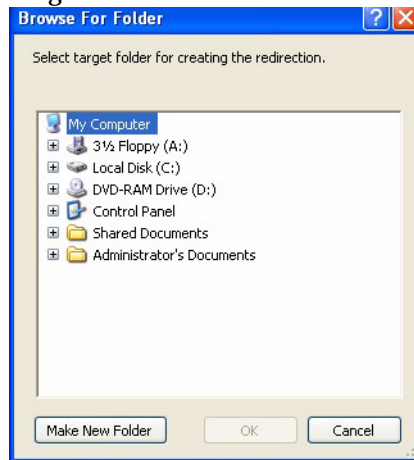 Browse For Folder
Select target folder for creating the redirection.
My Computer
3½ Floppy (A:)
Local Disk (C:)
DVD-RAM Drive (D:)
Control Panel
Shared Documents
Administrator's Documents
Make New Folder OK Cancel